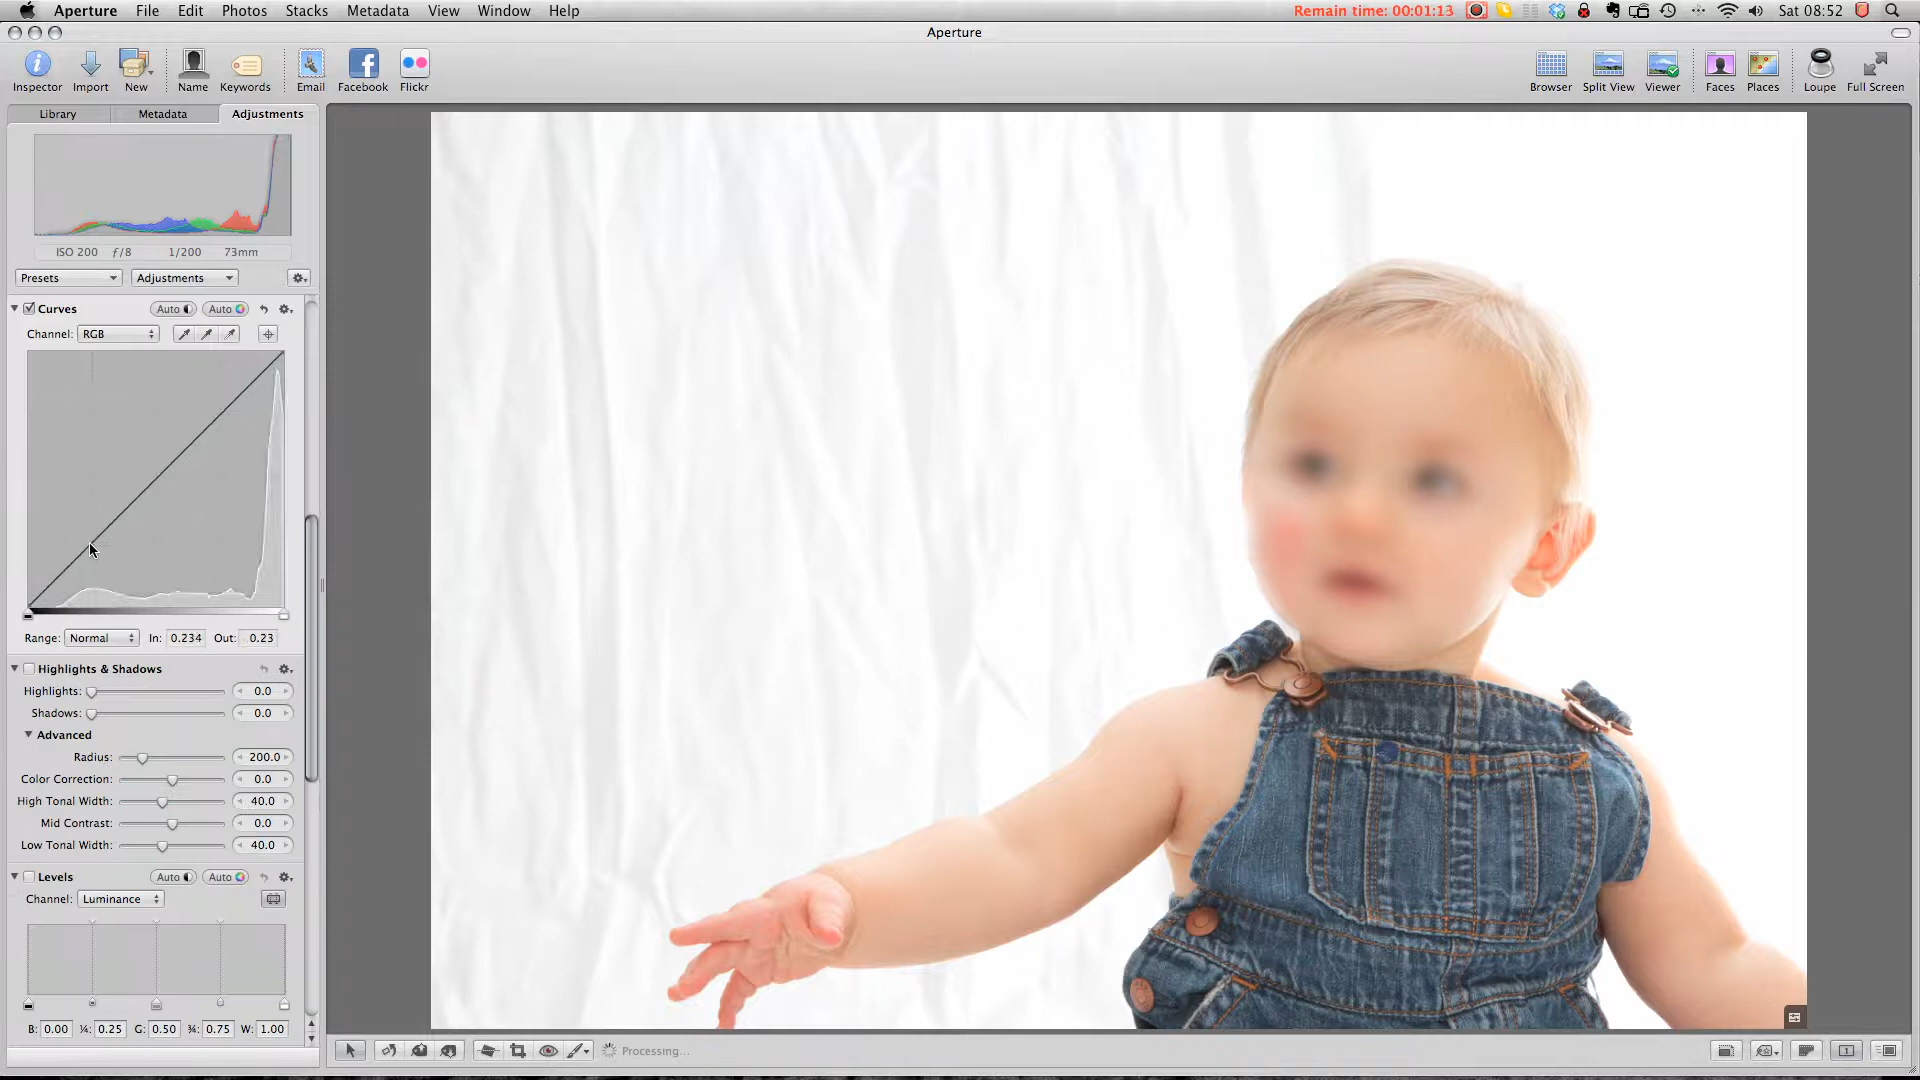 Aperture File Edit Photos Stacks Metadata View Window Help Remain time: 00:01:13 Sat 08:52
Aperture
Inspector Import New Name Keywords Email Facebook Flickr Browser Split View Viewer Faces Places Loupe Full Screen
Library Metadata Adjustments
ISO 200 ƒ/8 1/200 73mm
Presets Adjustments
Curves Auto Auto
Channel: RGB
Range: Normal In: 0.234 Out: 0.23
Highlights & Shadows
Highlights: 0.0
Shadows: 0.0
Advanced
Radius: 200.0
Color Correction: 0.0
High Tonal Width: 40.0
Mid Contrast: 0.0
Low Tonal Width: 40.0
Levels Auto Auto
Channel: Luminance
B: 0.00 ¼: 0.25 G: 0.50 ¾: 0.75 W: 1.00
Processing... 1